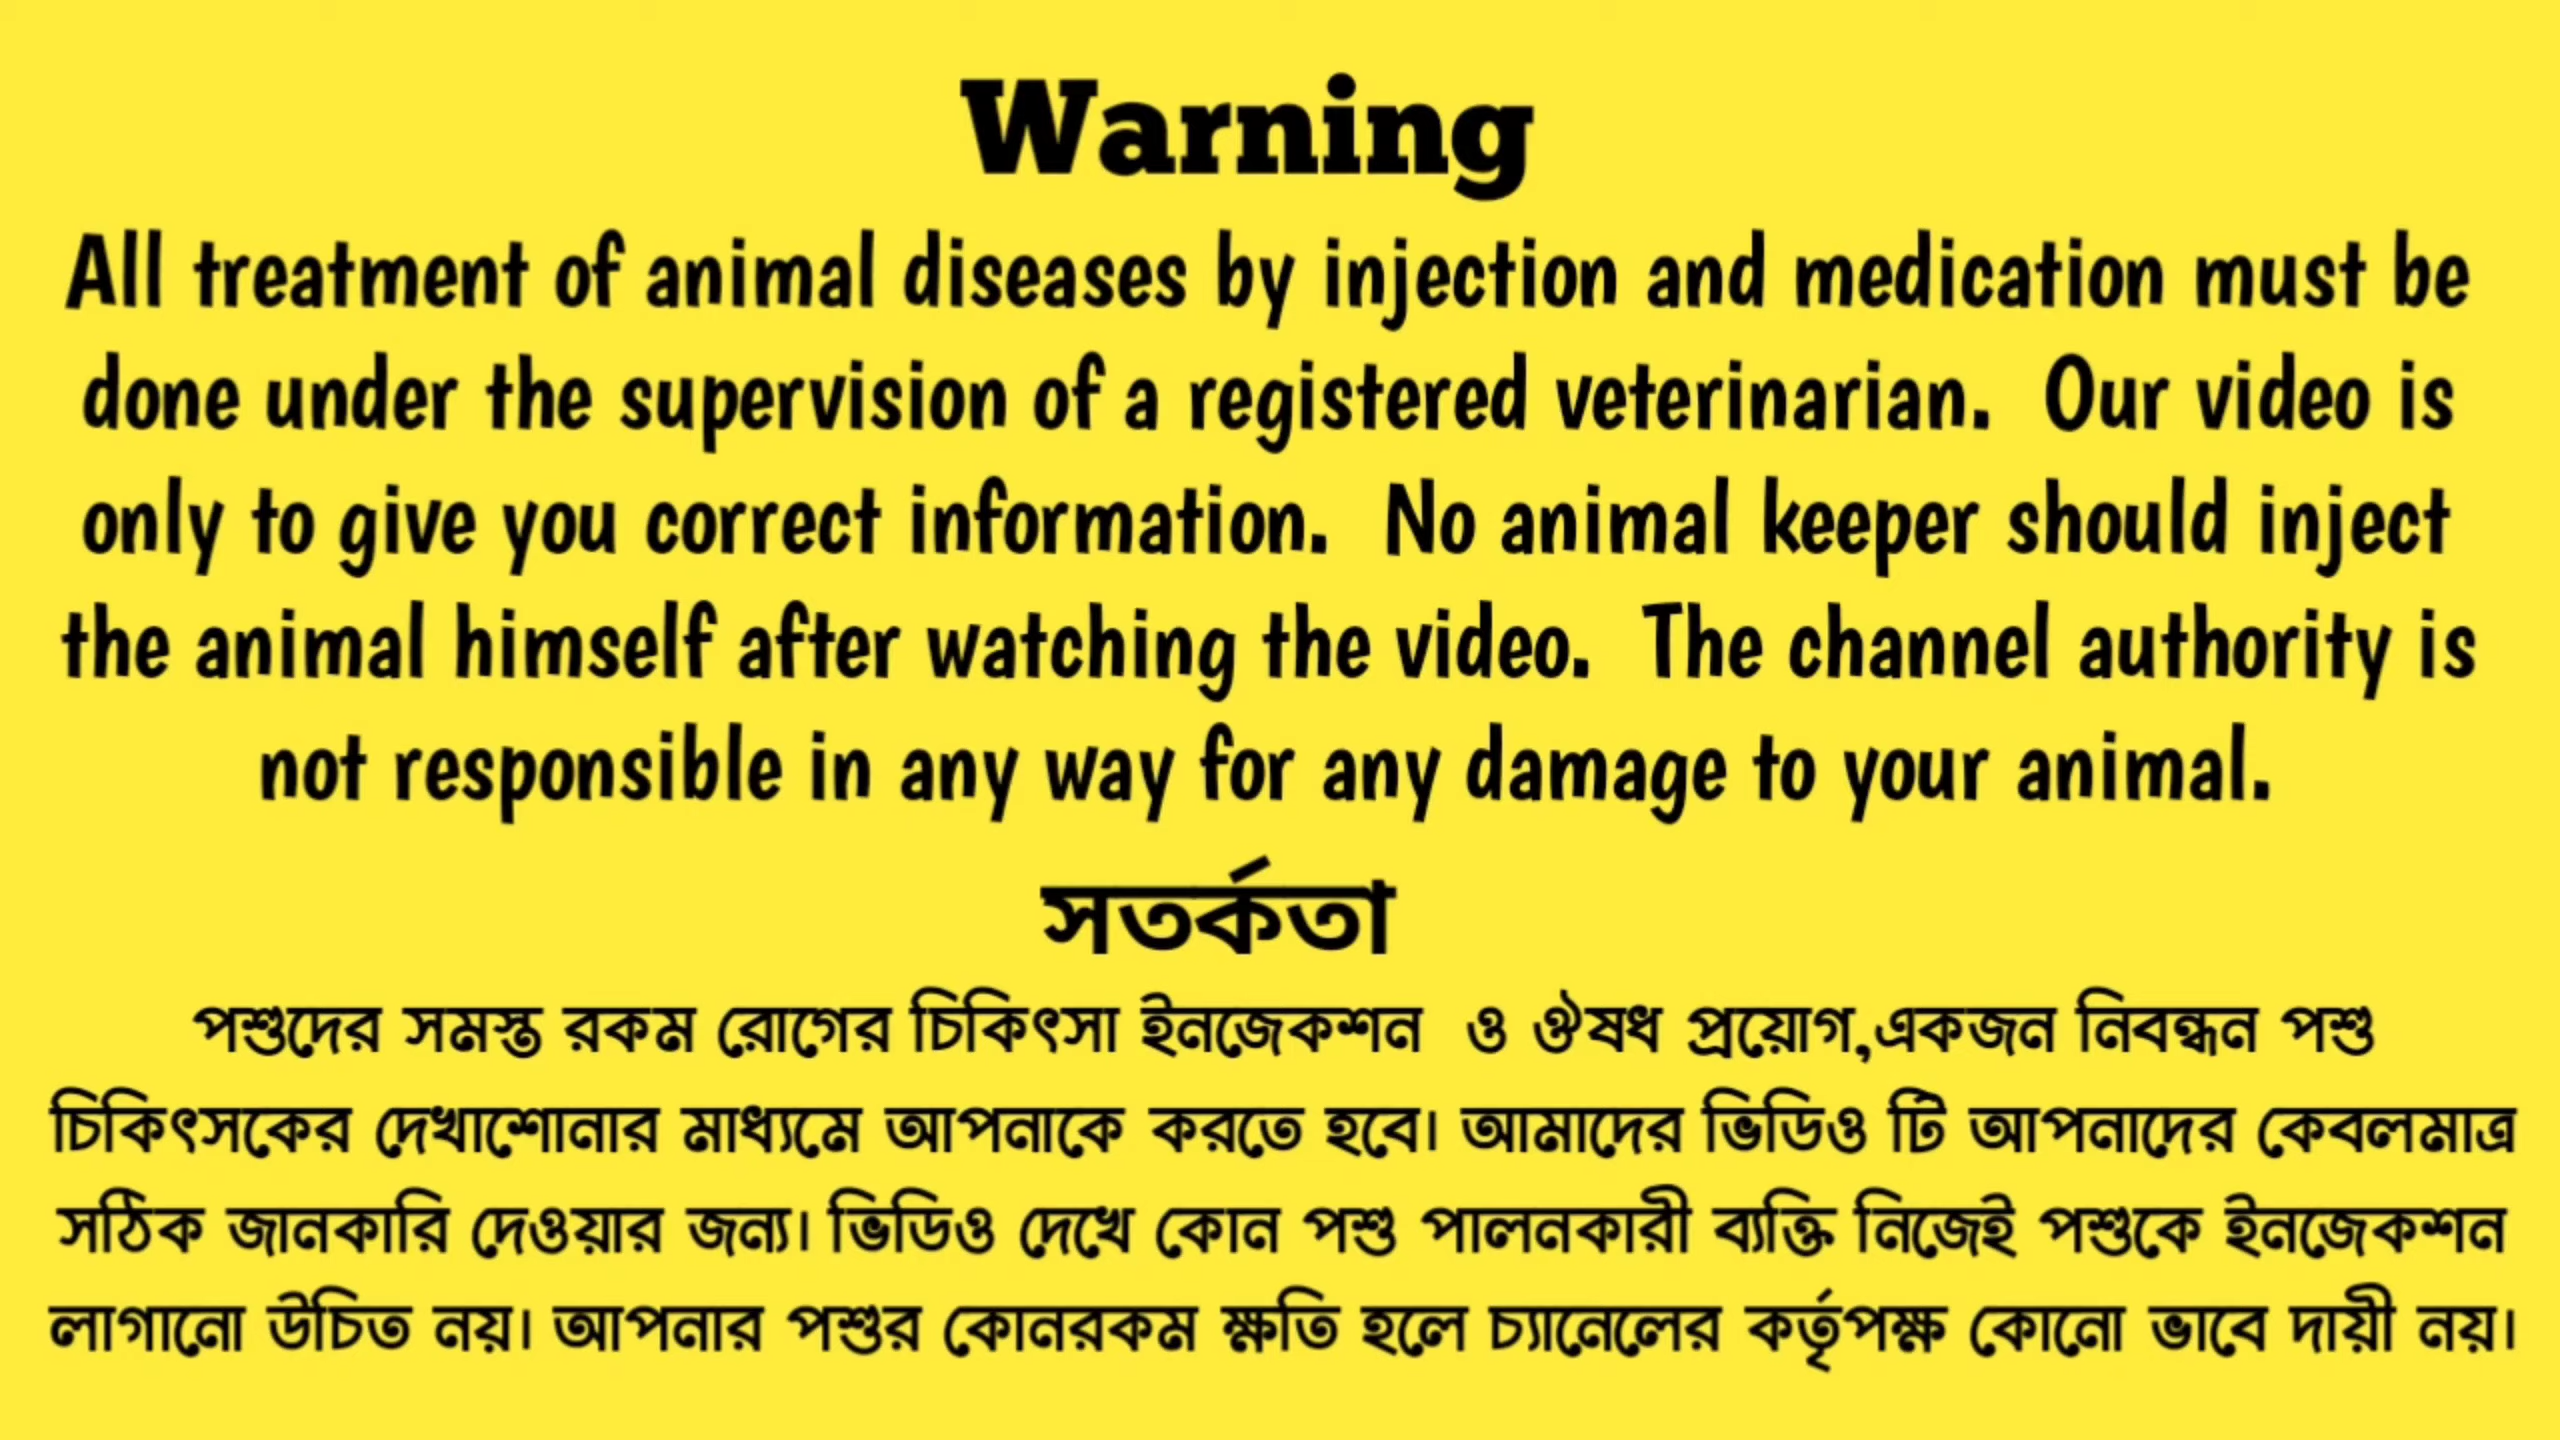 Warning
All treatment of animal diseases by injection and medication must be
done under the supervision of a registered veterinarian. Our video is
only to give you correct information. No animal keeper should inject
the animal himself after watching the video. The channel authority is
not responsible in any way for any damage to your animal.
সতর্কতা
পশুদের সমস্ত রকম রোগের চিকিৎসা ইনজেকশন ও ঔষধ প্রয়োগ,একজন নিবন্ধন পশু
চিকিৎসকের দেখাশোনার মাধ্যমে আপনাকে করতে হবে। আমাদের ভিডিও টি আপনাদের কেবলমাত্র
সঠিক জানকারি দেওয়ার জন্য। ভিডিও দেখে কোন পশু পালনকারী ব্যক্তি নিজেই পশুকে ইনজেকশন
লাগানো উচিত নয়। আপনার পশুর কোনরকম ক্ষতি হলে চ্যানেলের কর্তৃপক্ষ কোনো ভাবে দায়ী নয়।